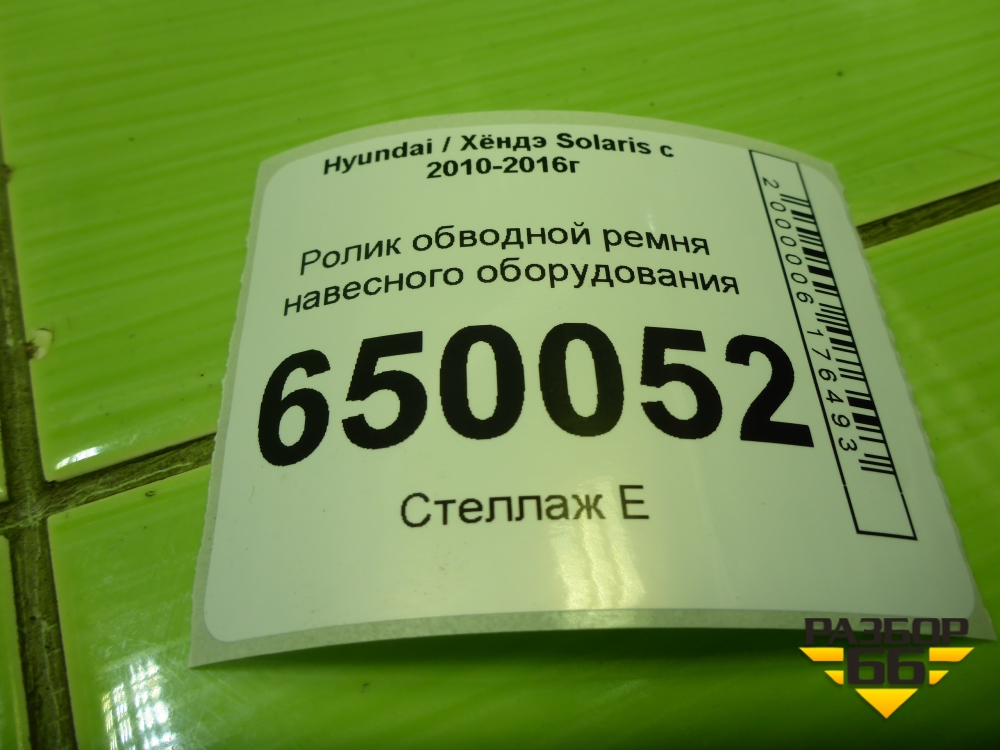 Hyundai / Хёндэ Solaris с
2010-2016г
Ролик обводной ремня
навесного оборудования
650052
Стеллаж Е
2000006176493
РАЗБОР
66